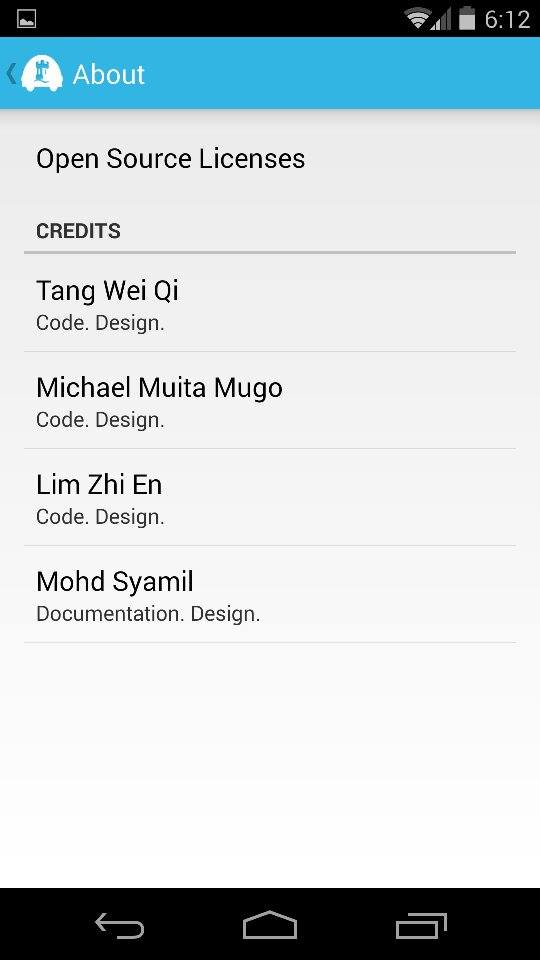 6:12
About
Open Source Licenses
CREDITS
Tang Wei Qi
Code. Design.
Michael Muita Mugo
Code. Design.
Lim Zhi En
Code. Design.
Mohd Syamil
Documentation. Design.